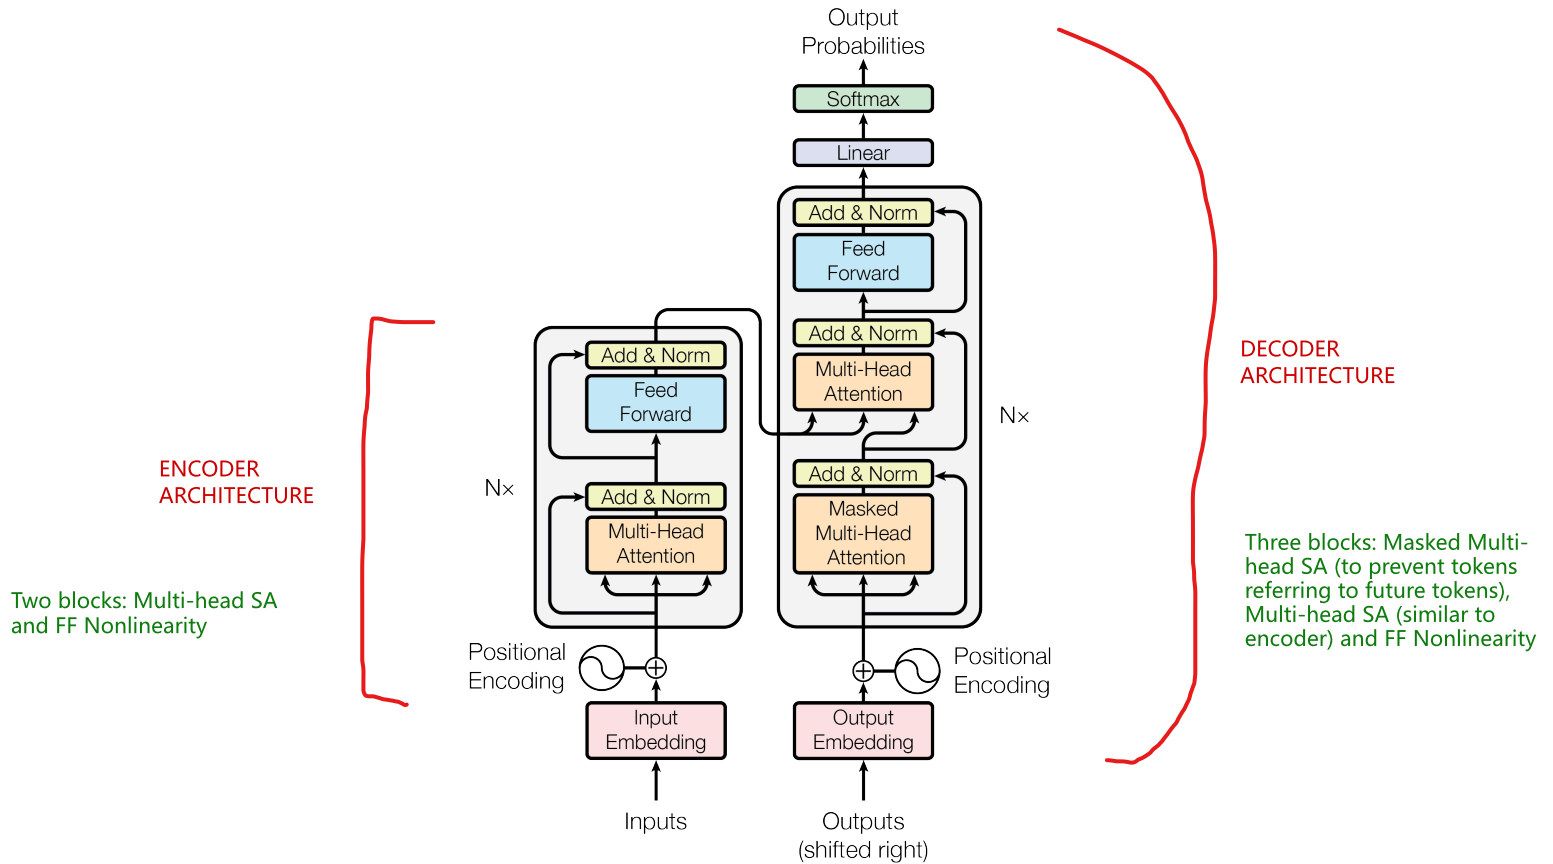 Output
Probabilities
Softmax
Linear
Add & Norm
Feed
Forward
Add & Norm
Multi-Head
Attention
Nx
Add & Norm
Masked
Multi-Head
Attention
Positional
Encoding
Output
Embedding
Outputs
(shifted right)
Add & Norm
Feed
Forward
Nx
Add & Norm
Multi-Head
Attention
Positional
Encoding
Input
Embedding
Inputs
ENCODER
ARCHITECTURE
Two blocks: Multi-head SA
and FF Nonlinearity
DECODER
ARCHITECTURE
Three blocks: Masked Multi-
head SA (to prevent tokens
referring to future tokens),
Multi-head SA (similar to
encoder) and FF Nonlinearity